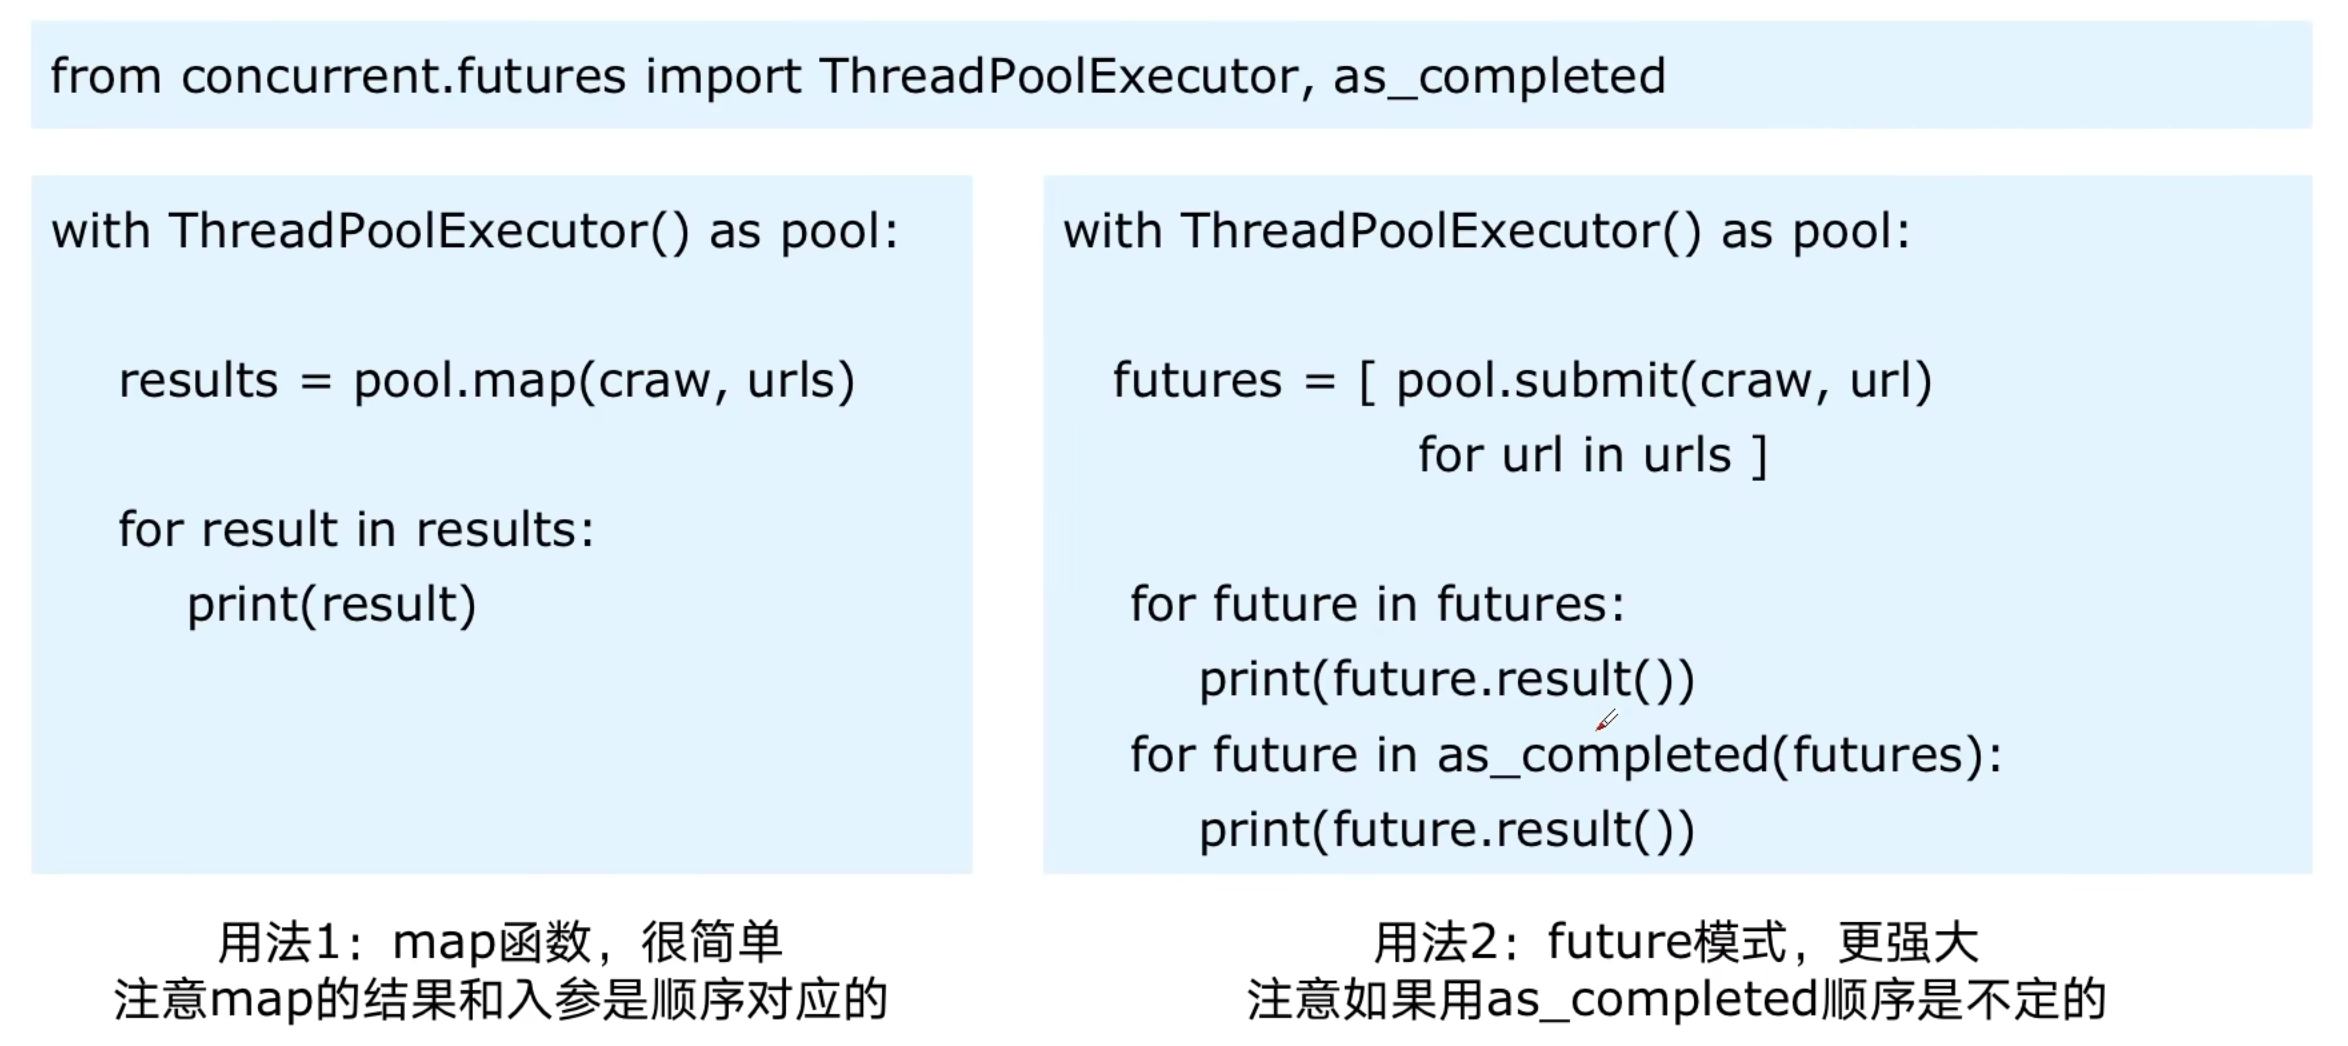 from concurrent.futures import ThreadPoolExecutor, as_completed
with ThreadPoolExecutor() as pool:
results = pool.map(craw, urls)
for result in results:
print(result)
用法1：map函数，很简单
注意map的结果和入参是顺序对应的
with ThreadPoolExecutor() as pool:
futures = [ pool.submit(craw, url)
for url in urls ]
for future in futures:
print(future.result())
for future in as_completed(futures):
print(future.result())
用法2：future模式，更强大
注意如果用as_completed顺序是不定的